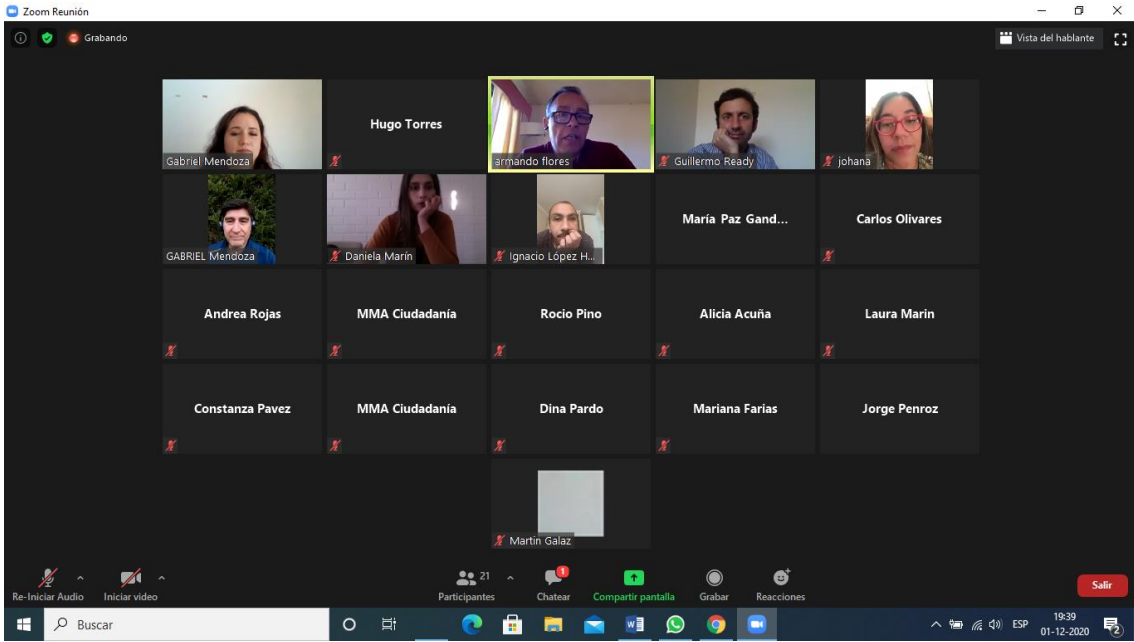 Zoom Reunión
Grabando
Vista del hablante
Gabriel Mendoza
Hugo Torres
armando flores
Guillermo Ready
johana
GABRIEL Mendoza
Daniela Marín
Ignacio López H...
María Paz Gand...
Carlos Olivares
Andrea Rojas
MMA Ciudadanía
Rocio Pino
Alicia Acuña
Laura Marin
Constanza Pavez
MMA Ciudadanía
Dina Pardo
Mariana Farias
Jorge Penroz
Martin Galaz
Re-Iniciar Audio
Iniciar video
21
Participantes
1
Chatear
Compartir pantalla
Grabar
Reacciones
Salir
Buscar
ESP
19:39
01-12-2020
2